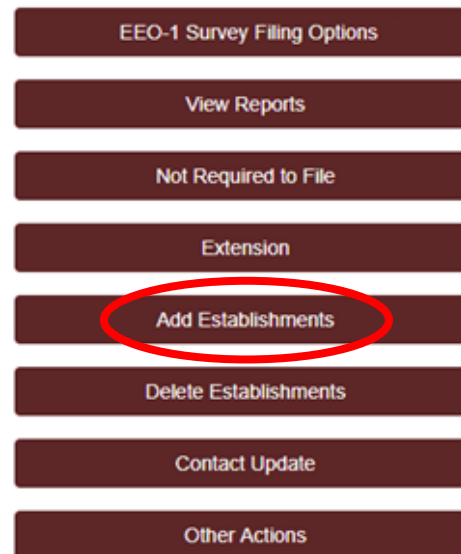 EEO-1 Survey Filing Options
View Reports
Not Required to File
Extension
Add Establishments
Delete Establishments
Contact Update
Other Actions